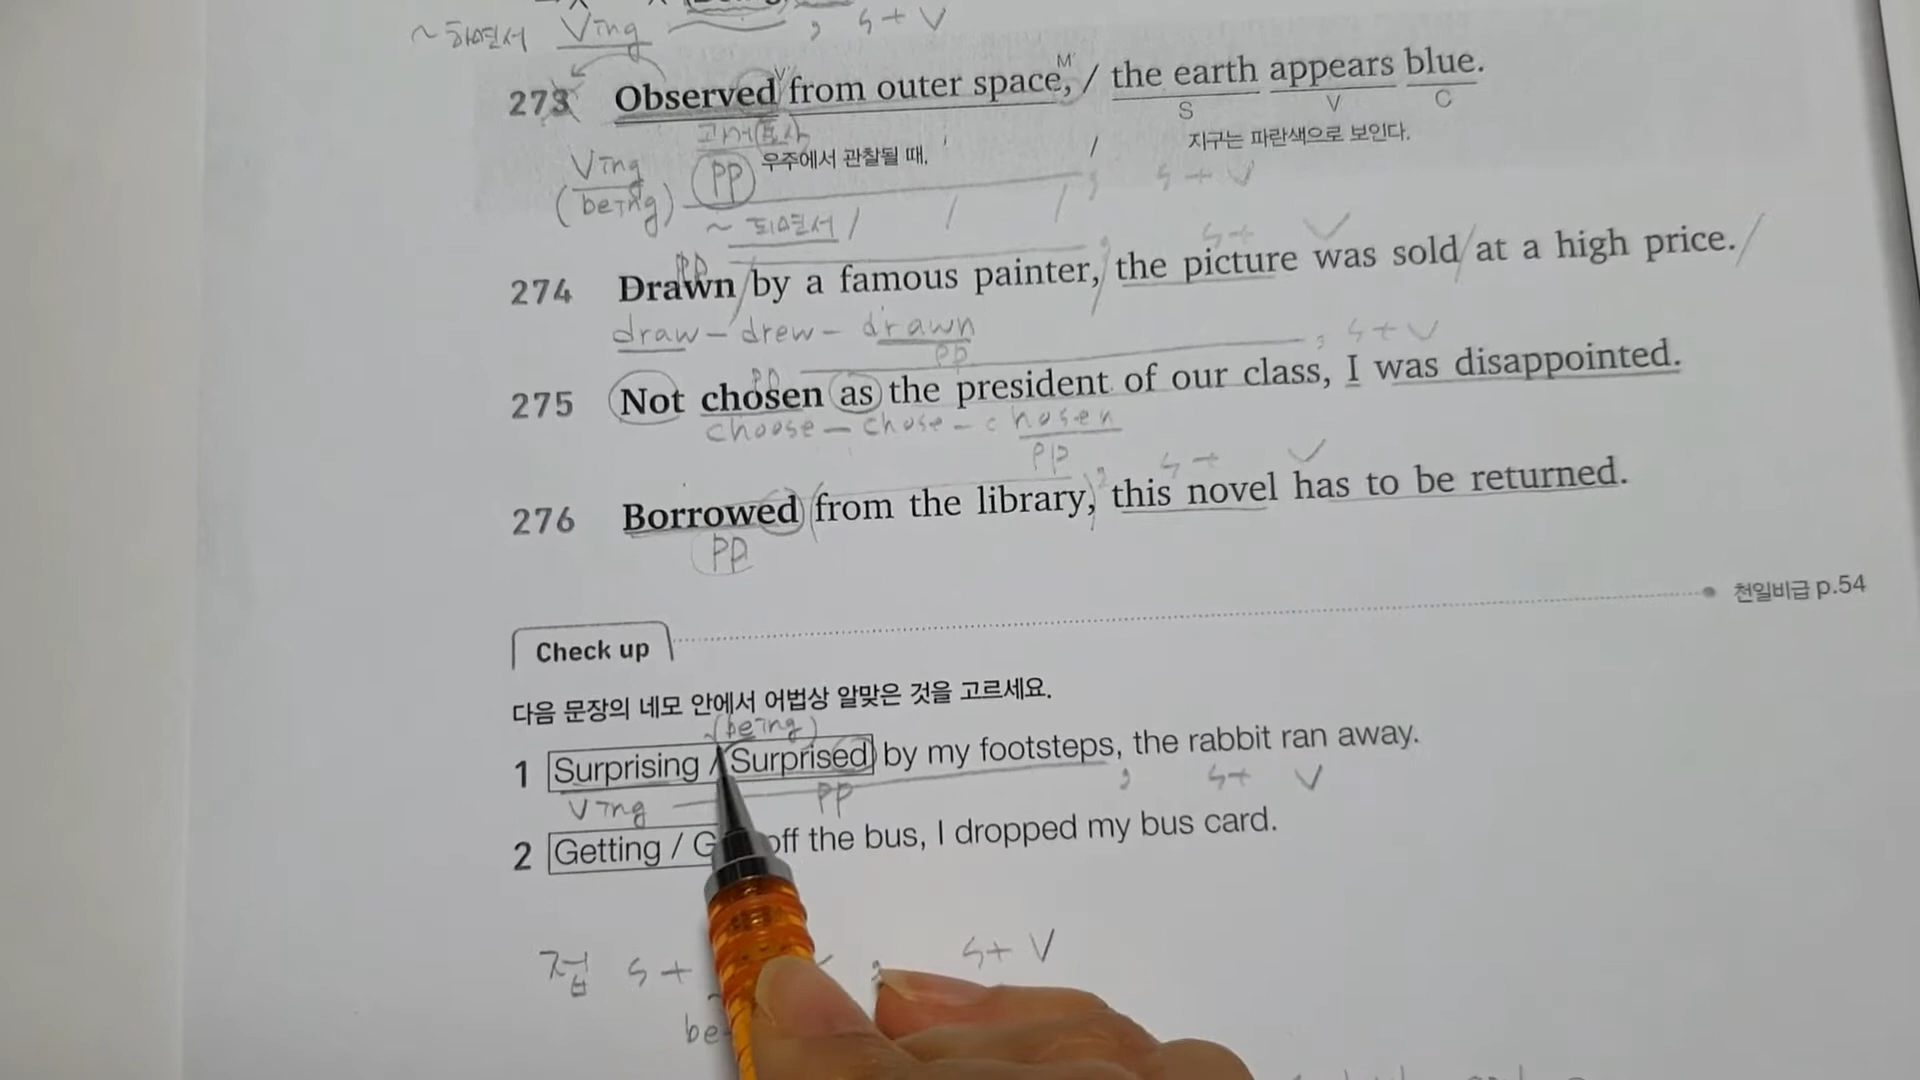 ~하면서 Ving , S + V
273 Observed from outer space, / the earth appears blue.
V' M' S V C
우주에서 관찰될 때, / 지구는 파란색으로 보인다.
Ving
(being) PP , S + V
~ 되면서 / / /
PP S+ V
274 Drawn / by a famous painter, / the picture was sold / at a high price. /
draw - drew - drawn
PP , S + V
PP
275 Not chosen as the president of our class, I was disappointed.
choose - chose - chosen
PP , S + V
276 Borrowed from the library, this novel has to be returned.
PP
천일비급 p.54
Check up
다음 문장의 네모 안에서 어법상 알맞은 것을 고르세요.
(being)
1 Surprising / Surprised by my footsteps, the rabbit ran away.
Ving PP , S+ V
2 Getting / G off the bus, I dropped my bus card.
접 S + , S + V
be